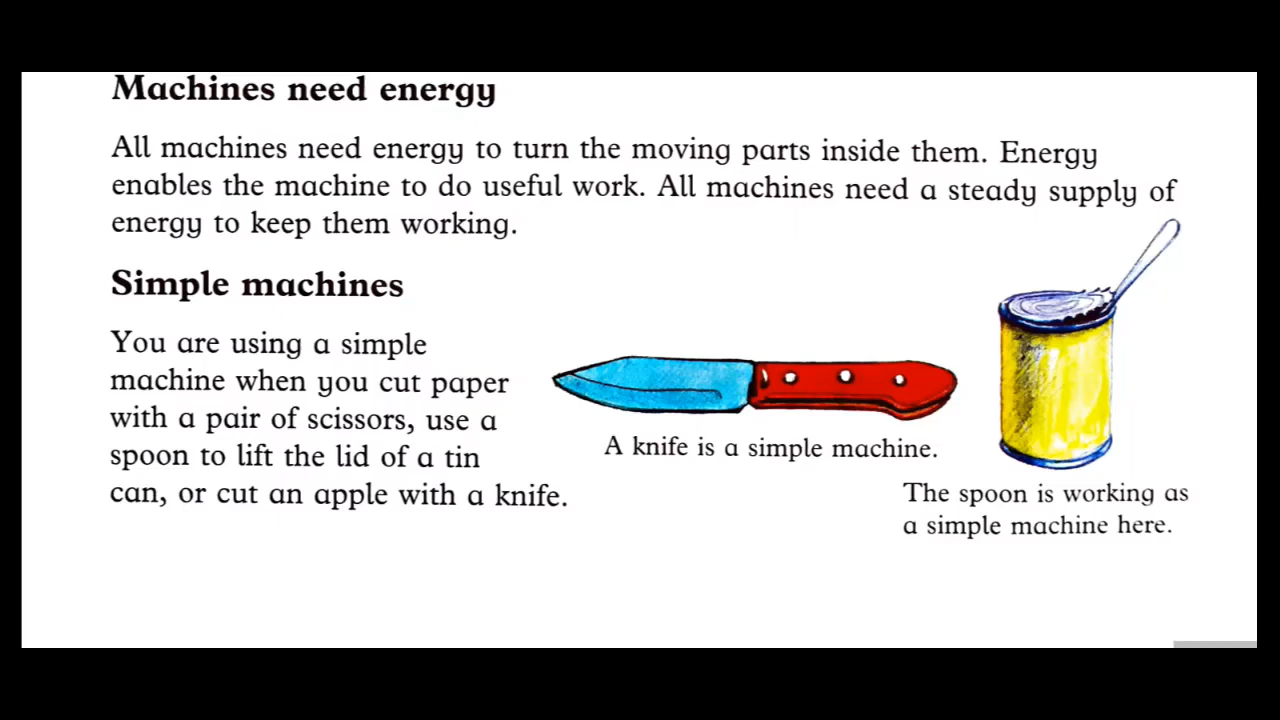 Machines need energy
All machines need energy to turn the moving parts inside them. Energy
enables the machine to do useful work. All machines need a steady supply of
energy to keep them working.
Simple machines
You are using a simple
machine when you cut paper
with a pair of scissors, use a
spoon to lift the lid of a tin
can, or cut an apple with a knife.
A knife is a simple machine.
The spoon is working as
a simple machine here.